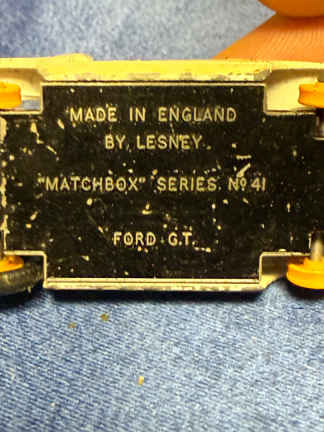 MADE IN ENGLAND
BY LESNEY
"MATCHBOX" SERIES Nº 41
FORD G.T.